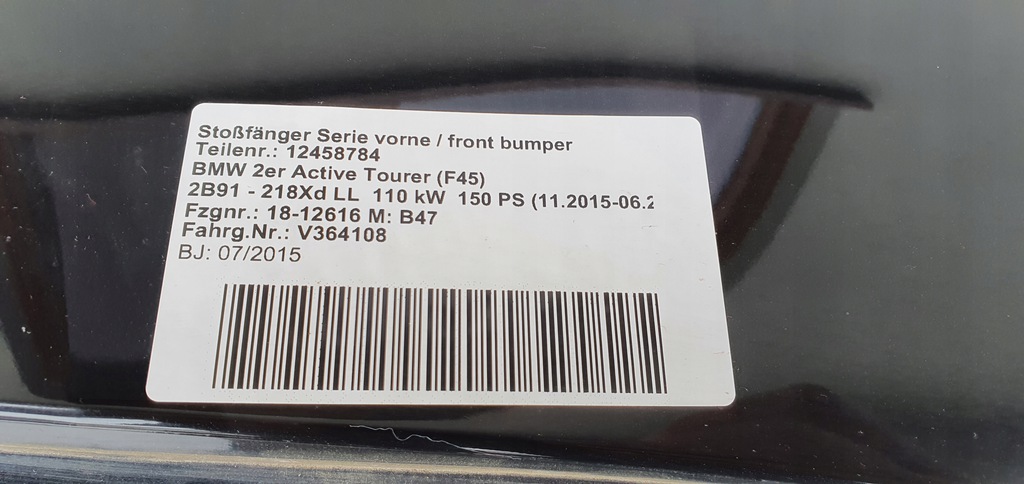 Stoßfänger Serie vorne / front bumper
Teilenr.: 12458784
BMW 2er Active Tourer (F45)
2B91 - 218Xd LL 110 kW 150 PS (11.2015-06.2
Fzgnr.: 18-12616 M: B47
Fahrg.Nr.: V364108
BJ: 07/2015